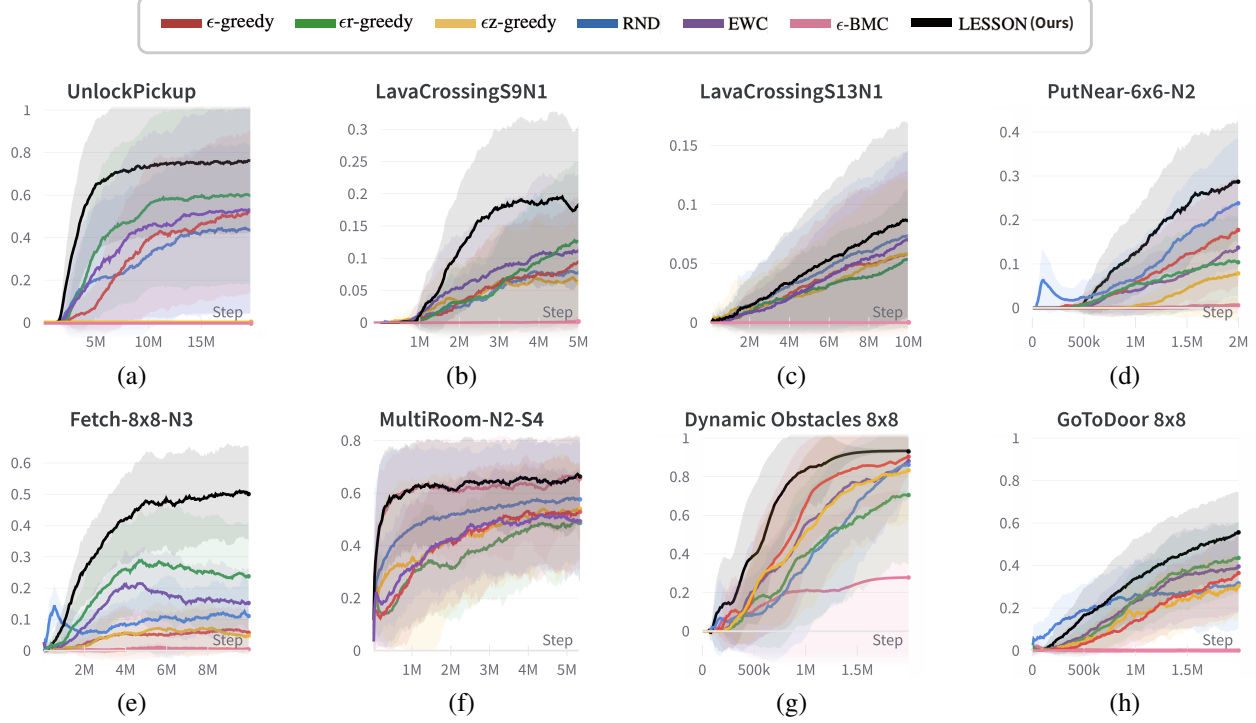 ϵ-greedy ϵr-greedy ϵz-greedy RND EWC ϵ-BMC LESSON (Ours)
UnlockPickup LavaCrossingS9N1 LavaCrossingS13N1 PutNear-6x6-N2
1
0.8
0.6
0.4
0.2
0
Step
5M 10M 15M
0.3
0.25
0.2
0.15
0.1
0.05
0
Step
1M 2M 3M 4M 5M
0.15
0.1
0.05
0
Step
2M 4M 6M 8M 10M
0.4
0.3
0.2
0.1
0
Step
0 500k 1M 1.5M 2M
(a) (b) (c) (d)
Fetch-8x8-N3 MultiRoom-N2-S4 Dynamic Obstacles 8x8 GoToDoor 8x8
0.6
0.5
0.4
0.3
0.2
0.1
0
Step
2M 4M 6M 8M
0.8
0.6
0.4
0.2
0
Step
1M 2M 3M 4M 5M
1
0.8
0.6
0.4
0.2
0
Step
0 500k 1M 1.5M
1
0.8
0.6
0.4
0.2
0
Step
0 500k 1M 1.5M 2M
(e) (f) (g) (h)